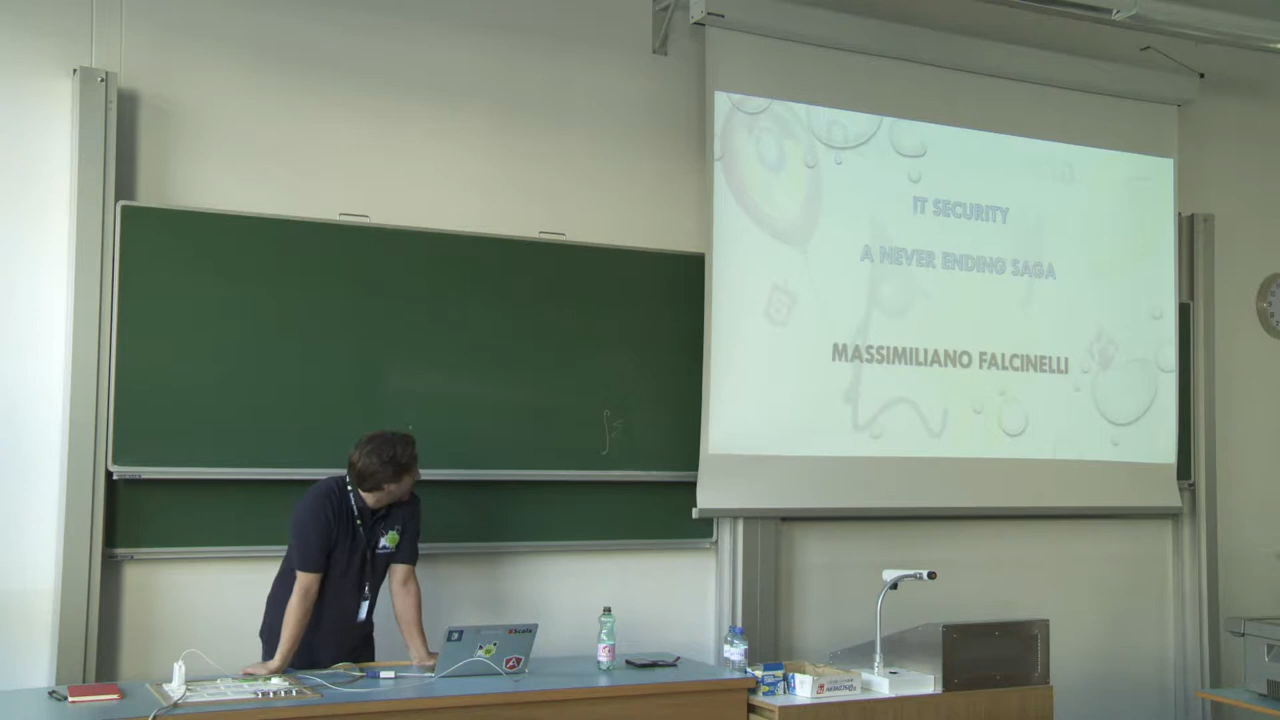 IT SECURITY
A NEVER ENDING SAGA
MASSIMILIANO FALCINELLI
Scala